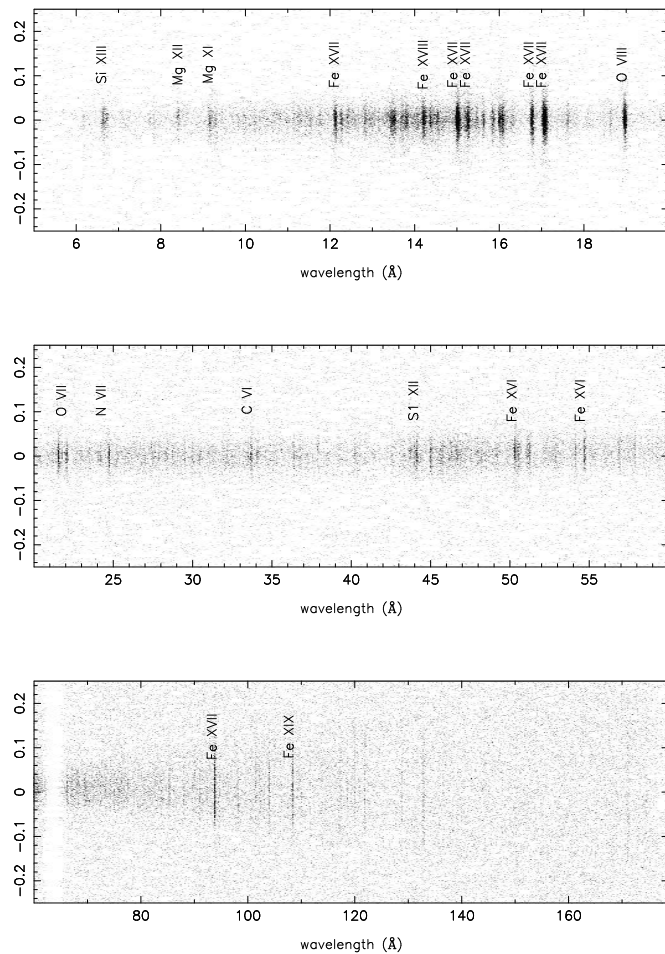 0.2
0.1
0
−0.1
−0.2
Si XIII
Mg XII
Mg XI
Fe XVII
Fe XVIII
Fe XVII
Fe XVII
Fe XVII
Fe XVII
O VIII
6 8 10 12 14 16 18
wavelength (Å)
0.2
0.1
0
−0.1
−0.2
O VII
N VII
C VI
S1 XII
Fe XVI
Fe XVI
25 30 35 40 45 50 55
wavelength (Å)
0.2
0.1
0
−0.1
−0.2
Fe XVII
Fe XIX
80 100 120 140 160
wavelength (Å)